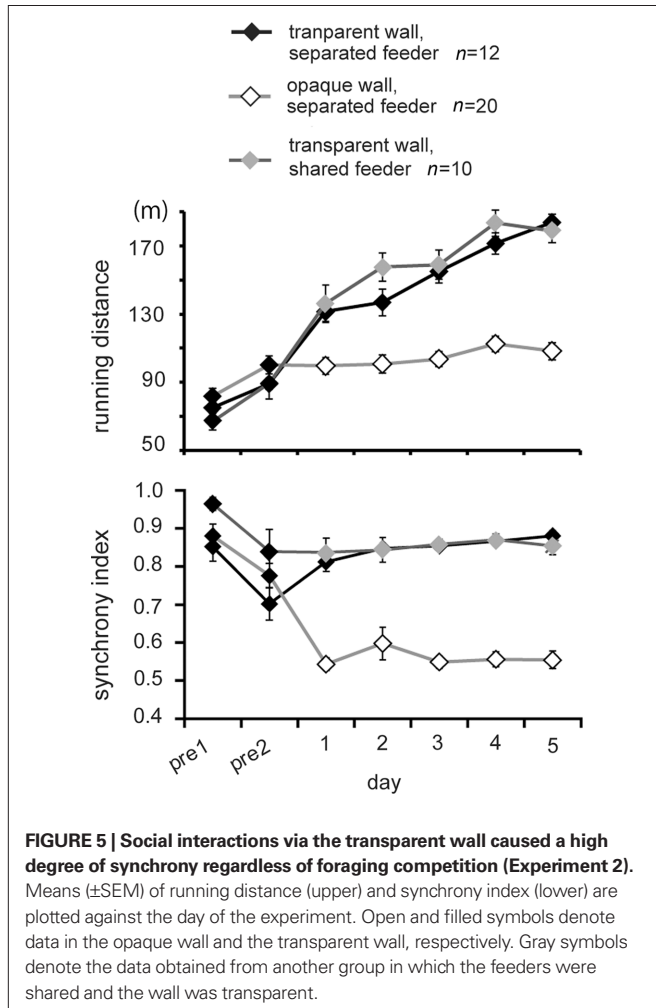 tranparent wall,
separated feeder n=12
opaque wall,
separated feeder n=20
transparent wall,
shared feeder n=10
(m)
170
130
90
50
running distance
1.0
0.9
0.8
0.7
0.6
0.5
0.4
synchrony index
pre1 pre2 1 2 3 4 5
day
FIGURE 5 | Social interactions via the transparent wall caused a high
degree of synchrony regardless of foraging competition (Experiment 2).
Means (±SEM) of running distance (upper) and synchrony index (lower) are
plotted against the day of the experiment. Open and filled symbols denote
data in the opaque wall and the transparent wall, respectively. Gray symbols
denote the data obtained from another group in which the feeders were
shared and the wall was transparent.